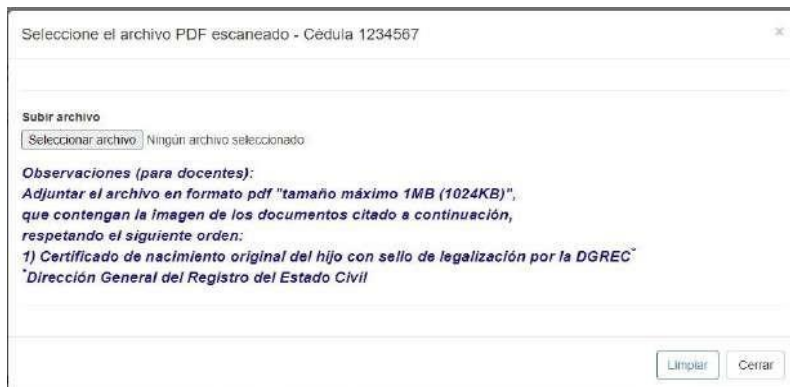 Seleccione el archivo PDF escaneado - Cédula 1234567
×
Subir archivo
Seleccionar archivo Ningún archivo seleccionado
Observaciones (para docentes):
Adjuntar el archivo en formato pdf "tamaño máximo 1MB (1024KB)",
que contengan la imagen de los documentos citado a continuación,
respetando el siguiente orden:
1) Certificado de nacimiento original del hijo con sello de legalización por la DGREC*
*Dirección General del Registro del Estado Civil
Limpiar Cerrar